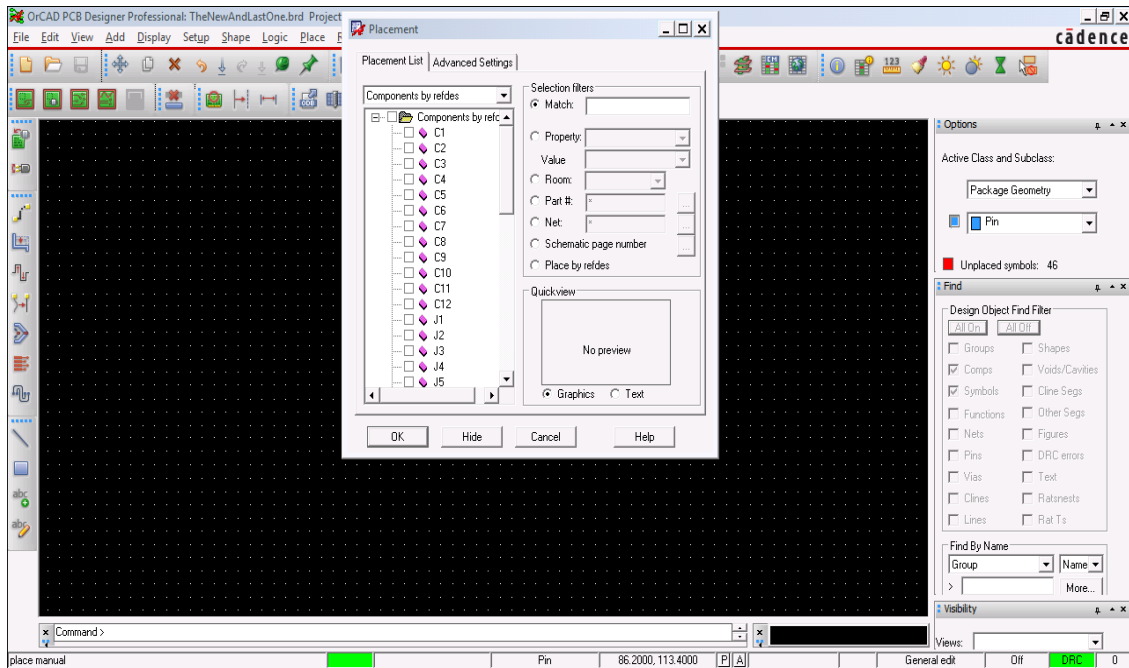 OrCAD PCB Designer Professional: TheNewAndLastOne.brd Project
File Edit View Add Display Setup Shape Logic Place
cādence
Placement
Placement List Advanced Settings
Components by refdes
Components by refc
C1
C2
C3
C4
C5
C6
C7
C8
C9
C10
C11
C12
J1
J2
J3
J4
J5
Selection filters
Match:
Property:
Value
Room:
Part #: *
...
Net: *
...
Schematic page number
...
Place by refdes
Quickview
No preview
Graphics Text
OK Hide Cancel Help
123
abc
abc
Options
Active Class and Subclass:
Package Geometry
Pin
Unplaced symbols: 46
Find
Design Object Find Filter
All On All Off
Groups Shapes
Comps Voids/Cavities
Symbols Cline Segs
Functions Other Segs
Nets Figures
Pins DRC errors
Vias Text
Clines Ratsnests
Lines Rat Ts
Find By Name
Group Name
> More...
Visibility
Views:
Command >
place manual Pin 86.2000, 113.4000 P A General edit Off DRC 0